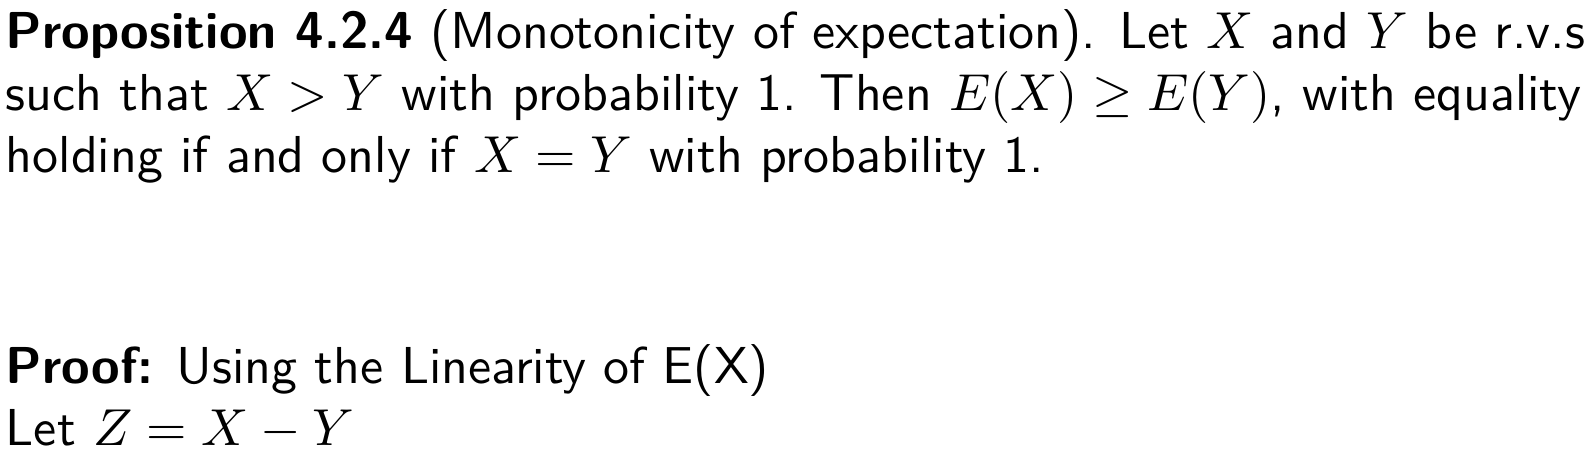 Proposition 4.2.4 (Monotonicity of expectation). Let X and Y be r.v.s
such that X > Y with probability 1. Then E(X) ≥ E(Y), with equality
holding if and only if X = Y with probability 1.
Proof: Using the Linearity of E(X)
Let Z = X − Y